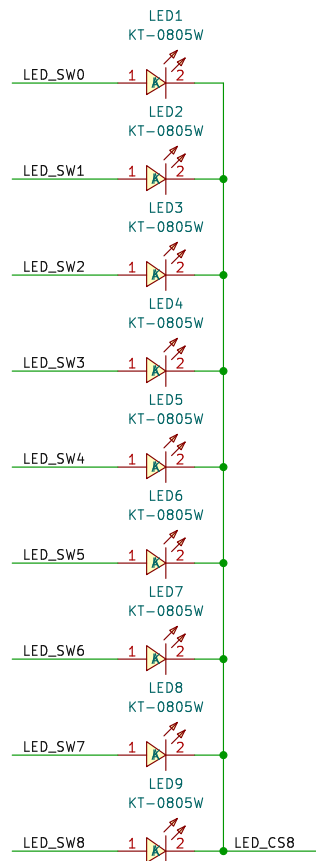 LED1
KT-0805W
LED_SW0 1 2
LED2
KT-0805W
LED_SW1 1 2
LED3
KT-0805W
LED_SW2 1 2
LED4
KT-0805W
LED_SW3 1 2
LED5
KT-0805W
LED_SW4 1 2
LED6
KT-0805W
LED_SW5 1 2
LED7
KT-0805W
LED_SW6 1 2
LED8
KT-0805W
LED_SW7 1 2
LED9
KT-0805W
LED_SW8 1 2 LED_CS8